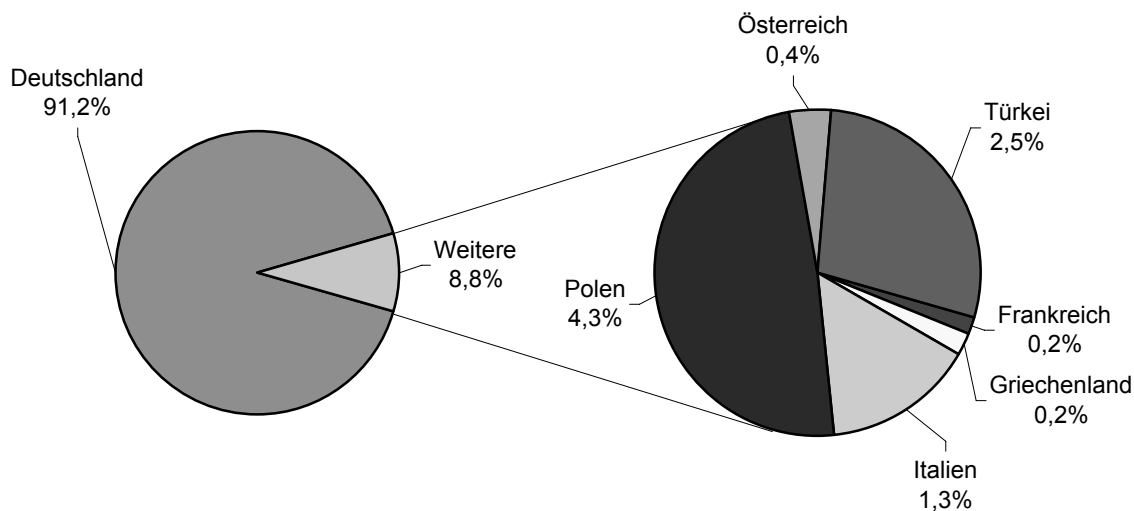 Deutschland
91,2%
Weitere
8,8%
Österreich
0,4%
Türkei
2,5%
Frankreich
0,2%
Griechenland
0,2%
Italien
1,3%
Polen
4,3%